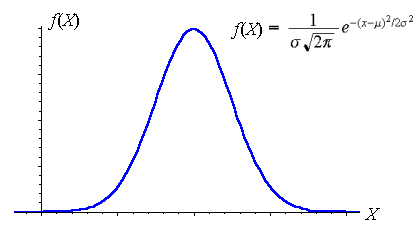 f(X)
f(X) = 1/(σ√2π) e^−(x−μ)²/2σ²
X